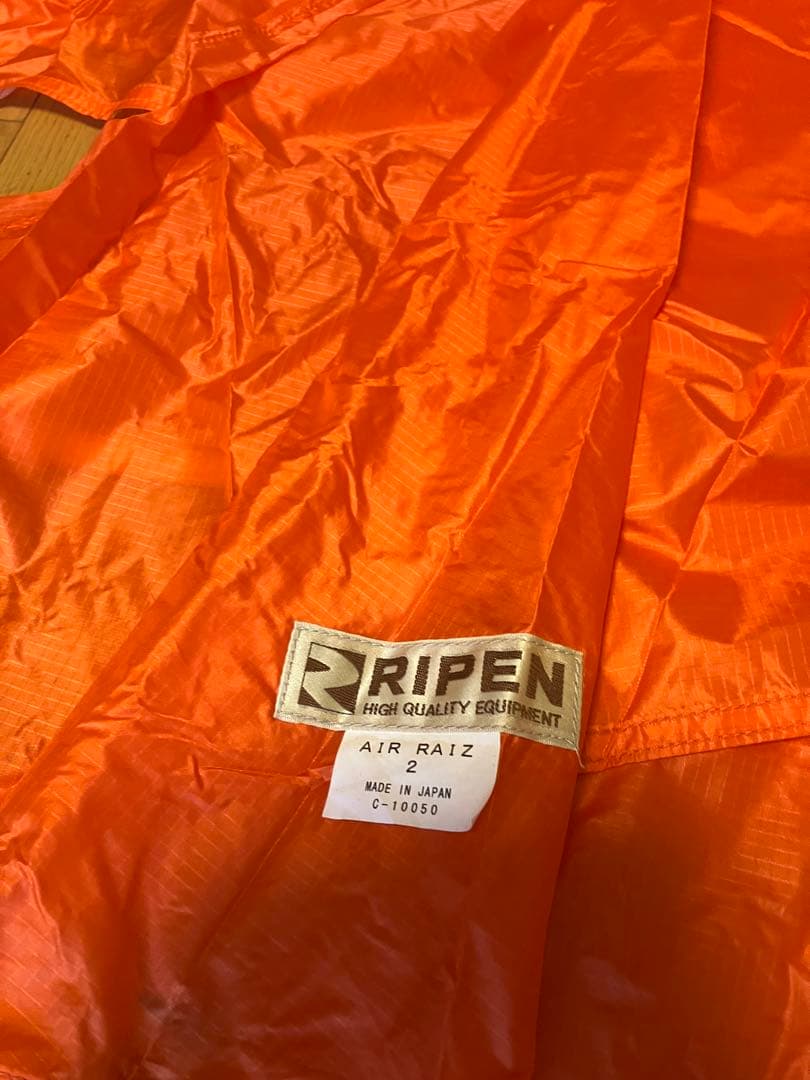 RIPEN
HIGH QUALITY EQUIPMENT
AIR RAIZ
2
MADE IN JAPAN
C-10050